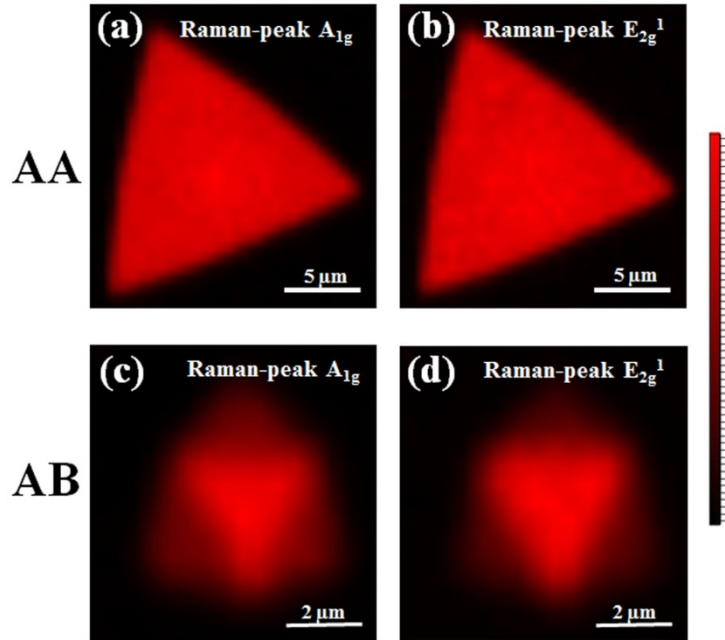 (a) Raman-peak A₁g
(b) Raman-peak E₂g¹
AA
5 μm
5 μm
(c) Raman-peak A₁g
(d) Raman-peak E₂g¹
AB
2 μm
2 μm